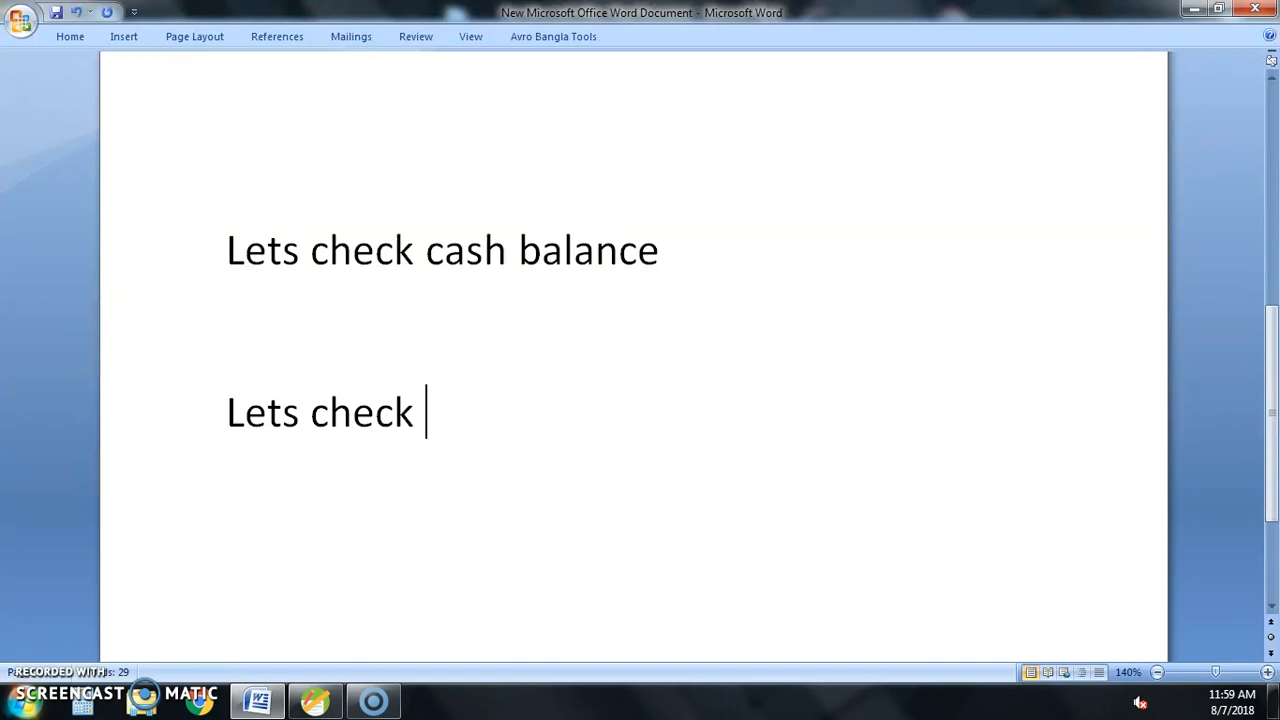 New Microsoft Office Word Document - Microsoft Word
Home Insert Page Layout References Mailings Review View Avro Bangla Tools
Lets check cash balance
Lets check
29
140%
RECORDED WITH
SCREENCAST MATIC
11:59 AM
8/7/2018